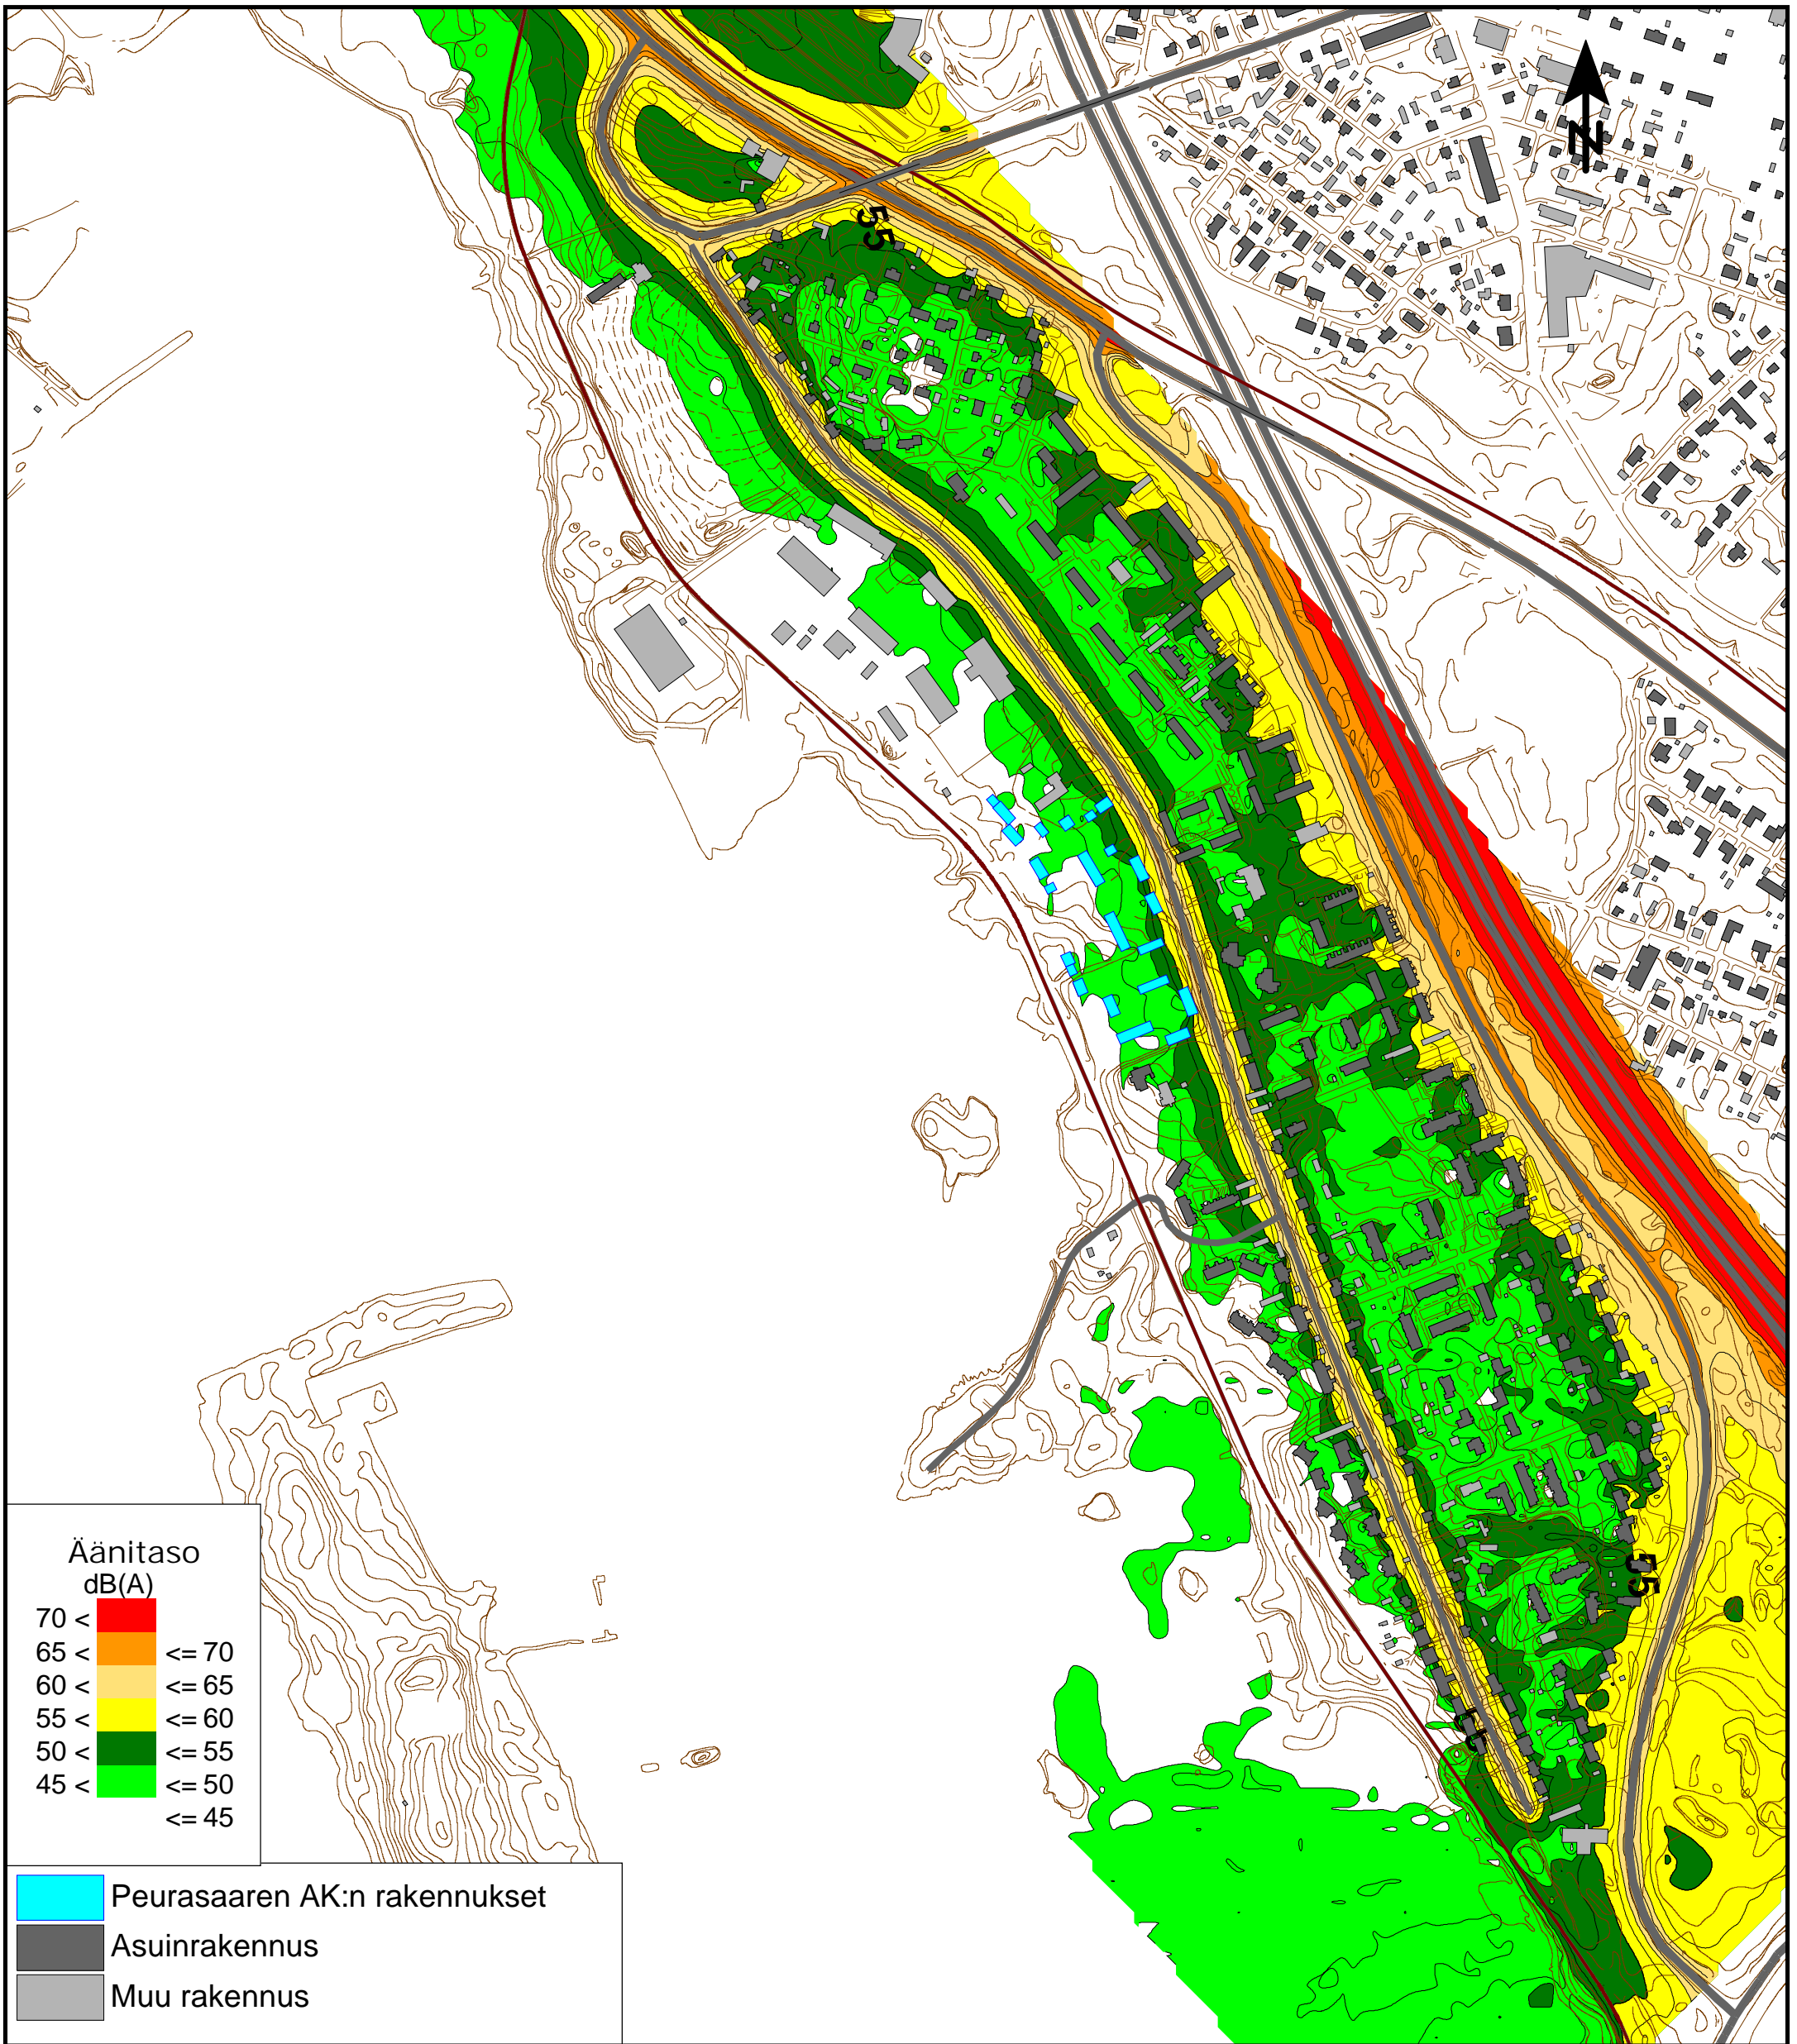 N
55
55
55
Äänitaso
dB(A)
70 <
65 < <= 70
60 < <= 65
55 < <= 60
50 < <= 55
45 < <= 50
<= 45
Peurasaaren AK:n rakennukset
Asuinrakennus
Muu rakennus